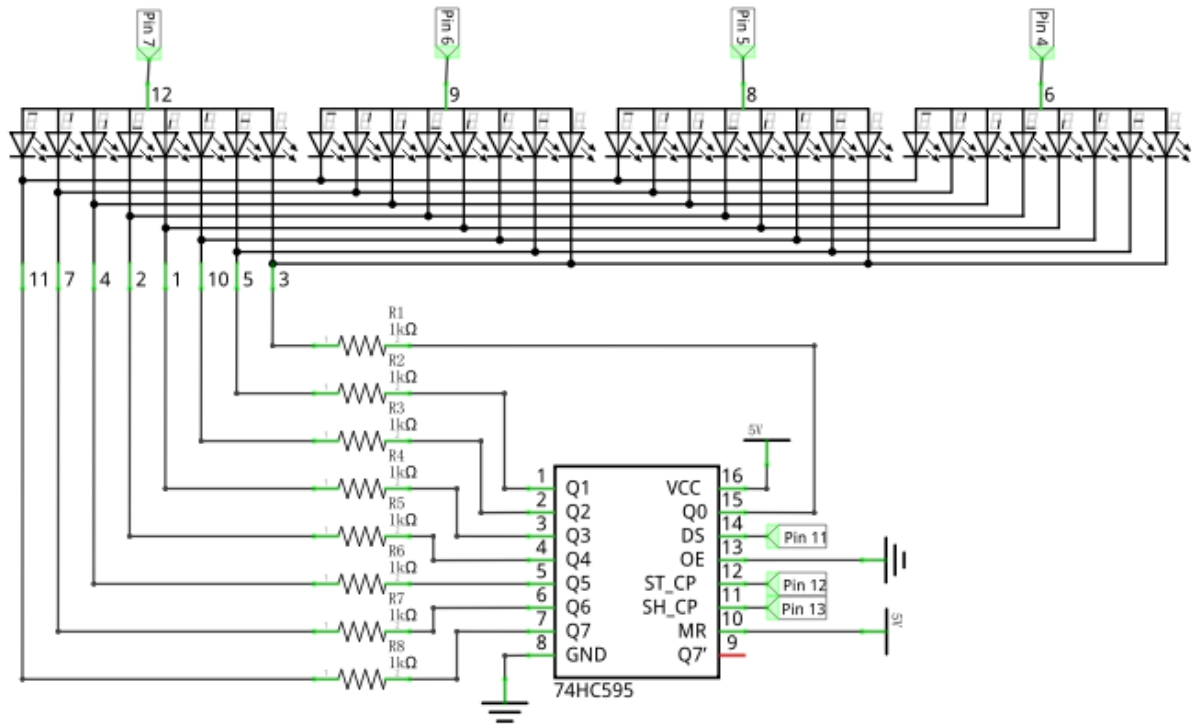 Pin 7 Pin 6 Pin 5 Pin 4
12 9 8 6
11 7 4 2 1 10 5 3
R1
1kΩ
R2
1kΩ
R3
1kΩ
R4
1kΩ
R5
1kΩ
R6
1kΩ
R7
1kΩ
R8
1kΩ
5V
1 Q1 VCC 16
2 Q2 Q0 15
3 Q3 DS 14 Pin 11
4 Q4 OE 13
5 Q5 ST_CP 12 Pin 12
6 Q6 SH_CP 11 Pin 13
7 Q7 MR 10 5V
8 GND Q7' 9
74HC595